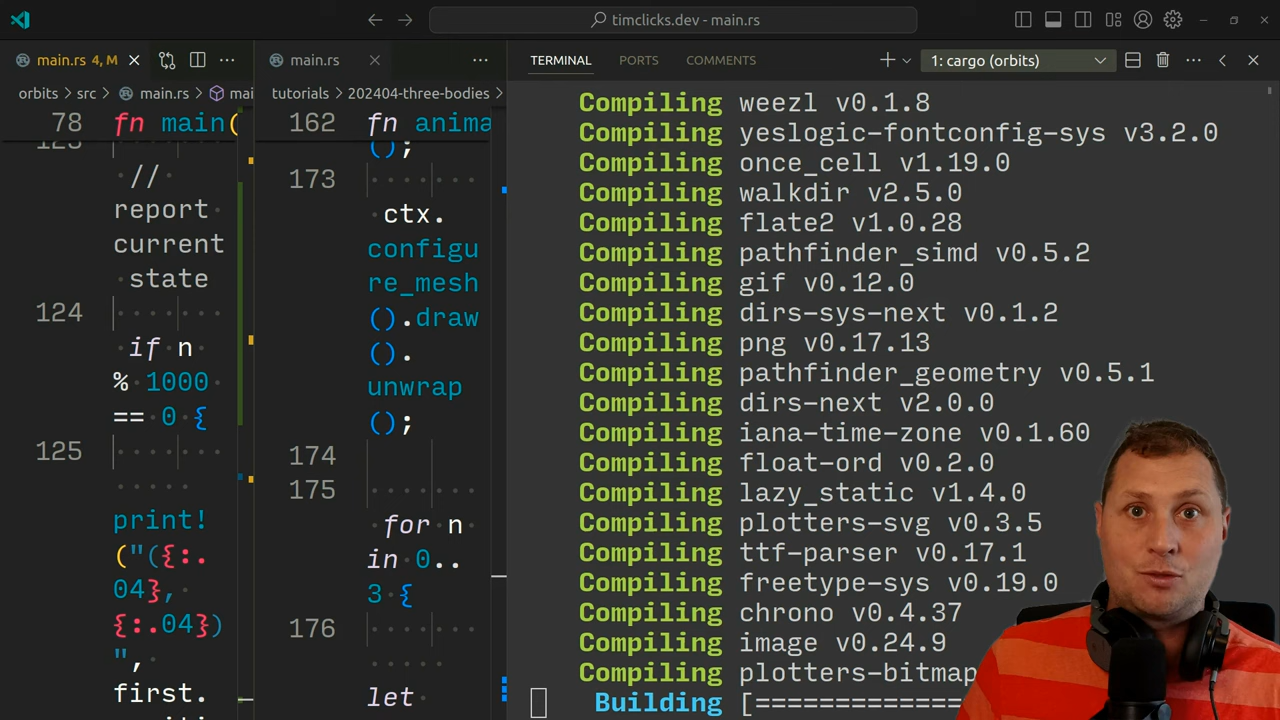 timclicks.dev - main.rs
main.rs 4, M
main.rs
TERMINAL
PORTS
COMMENTS
1: cargo (orbits)
orbits > src > main.rs > mai
tutorials > 202404-three-bodies >
78 fn main(
123
//
report
current
state
124
if n
% 1000
== 0 {
125
print!
("({:.
04},
{:.04})
",
first.
162 fn anima
();
173
ctx.
configu
re_mesh
().draw
().
unwrap
();
174
175
for n
in 0..
3 {
176
let
Compiling weezl v0.1.8
Compiling yeslogic-fontconfig-sys v3.2.0
Compiling once_cell v1.19.0
Compiling walkdir v2.5.0
Compiling flate2 v1.0.28
Compiling pathfinder_simd v0.5.2
Compiling gif v0.12.0
Compiling dirs-sys-next v0.1.2
Compiling png v0.17.13
Compiling pathfinder_geometry v0.5.1
Compiling dirs-next v2.0.0
Compiling iana-time-zone v0.1.60
Compiling float-ord v0.2.0
Compiling lazy_static v1.4.0
Compiling plotters-svg v0.3.5
Compiling ttf-parser v0.17.1
Compiling freetype-sys v0.19.0
Compiling chrono v0.4.37
Compiling image v0.24.9
Compiling plotters-bitmap
Building [=============